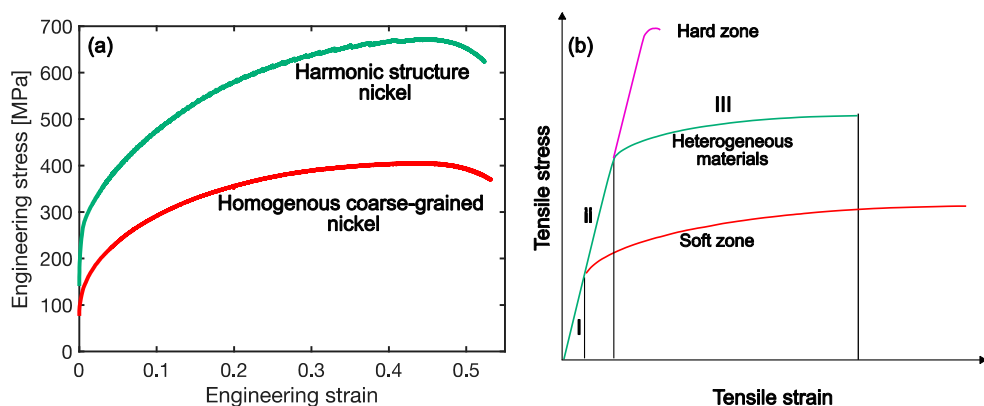 (a)
700
600
500
400
300
200
100
0
Engineering stress [MPa]
Harmonic structure
nickel
Homogenous coarse-grained
nickel
0
0.1
0.2
0.3
0.4
0.5
Engineering strain
(b)
Hard zone
III
Heterogeneous
materials
II
Soft zone
I
Tensile stress
Tensile strain